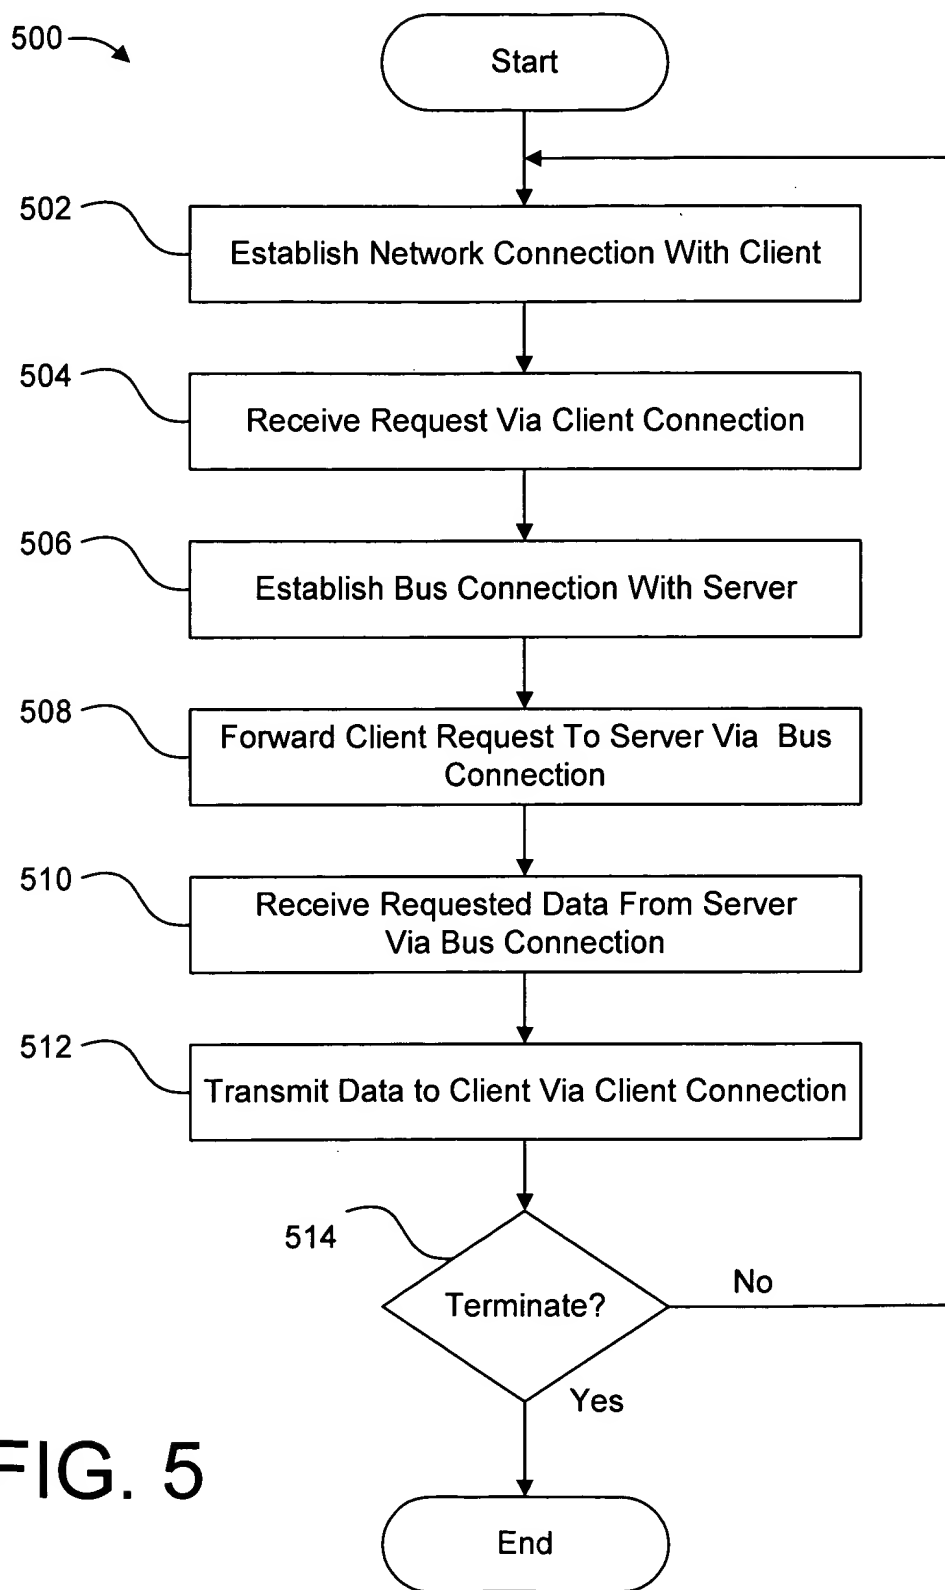 500
Start
502
Establish Network Connection With Client
504
Receive Request Via Client Connection
506
Establish Bus Connection With Server
508
Forward Client Request To Server Via Bus
Connection
510
Receive Requested Data From Server
Via Bus Connection
512
Transmit Data to Client Via Client Connection
514
Terminate?
No
Yes
FIG. 5
End